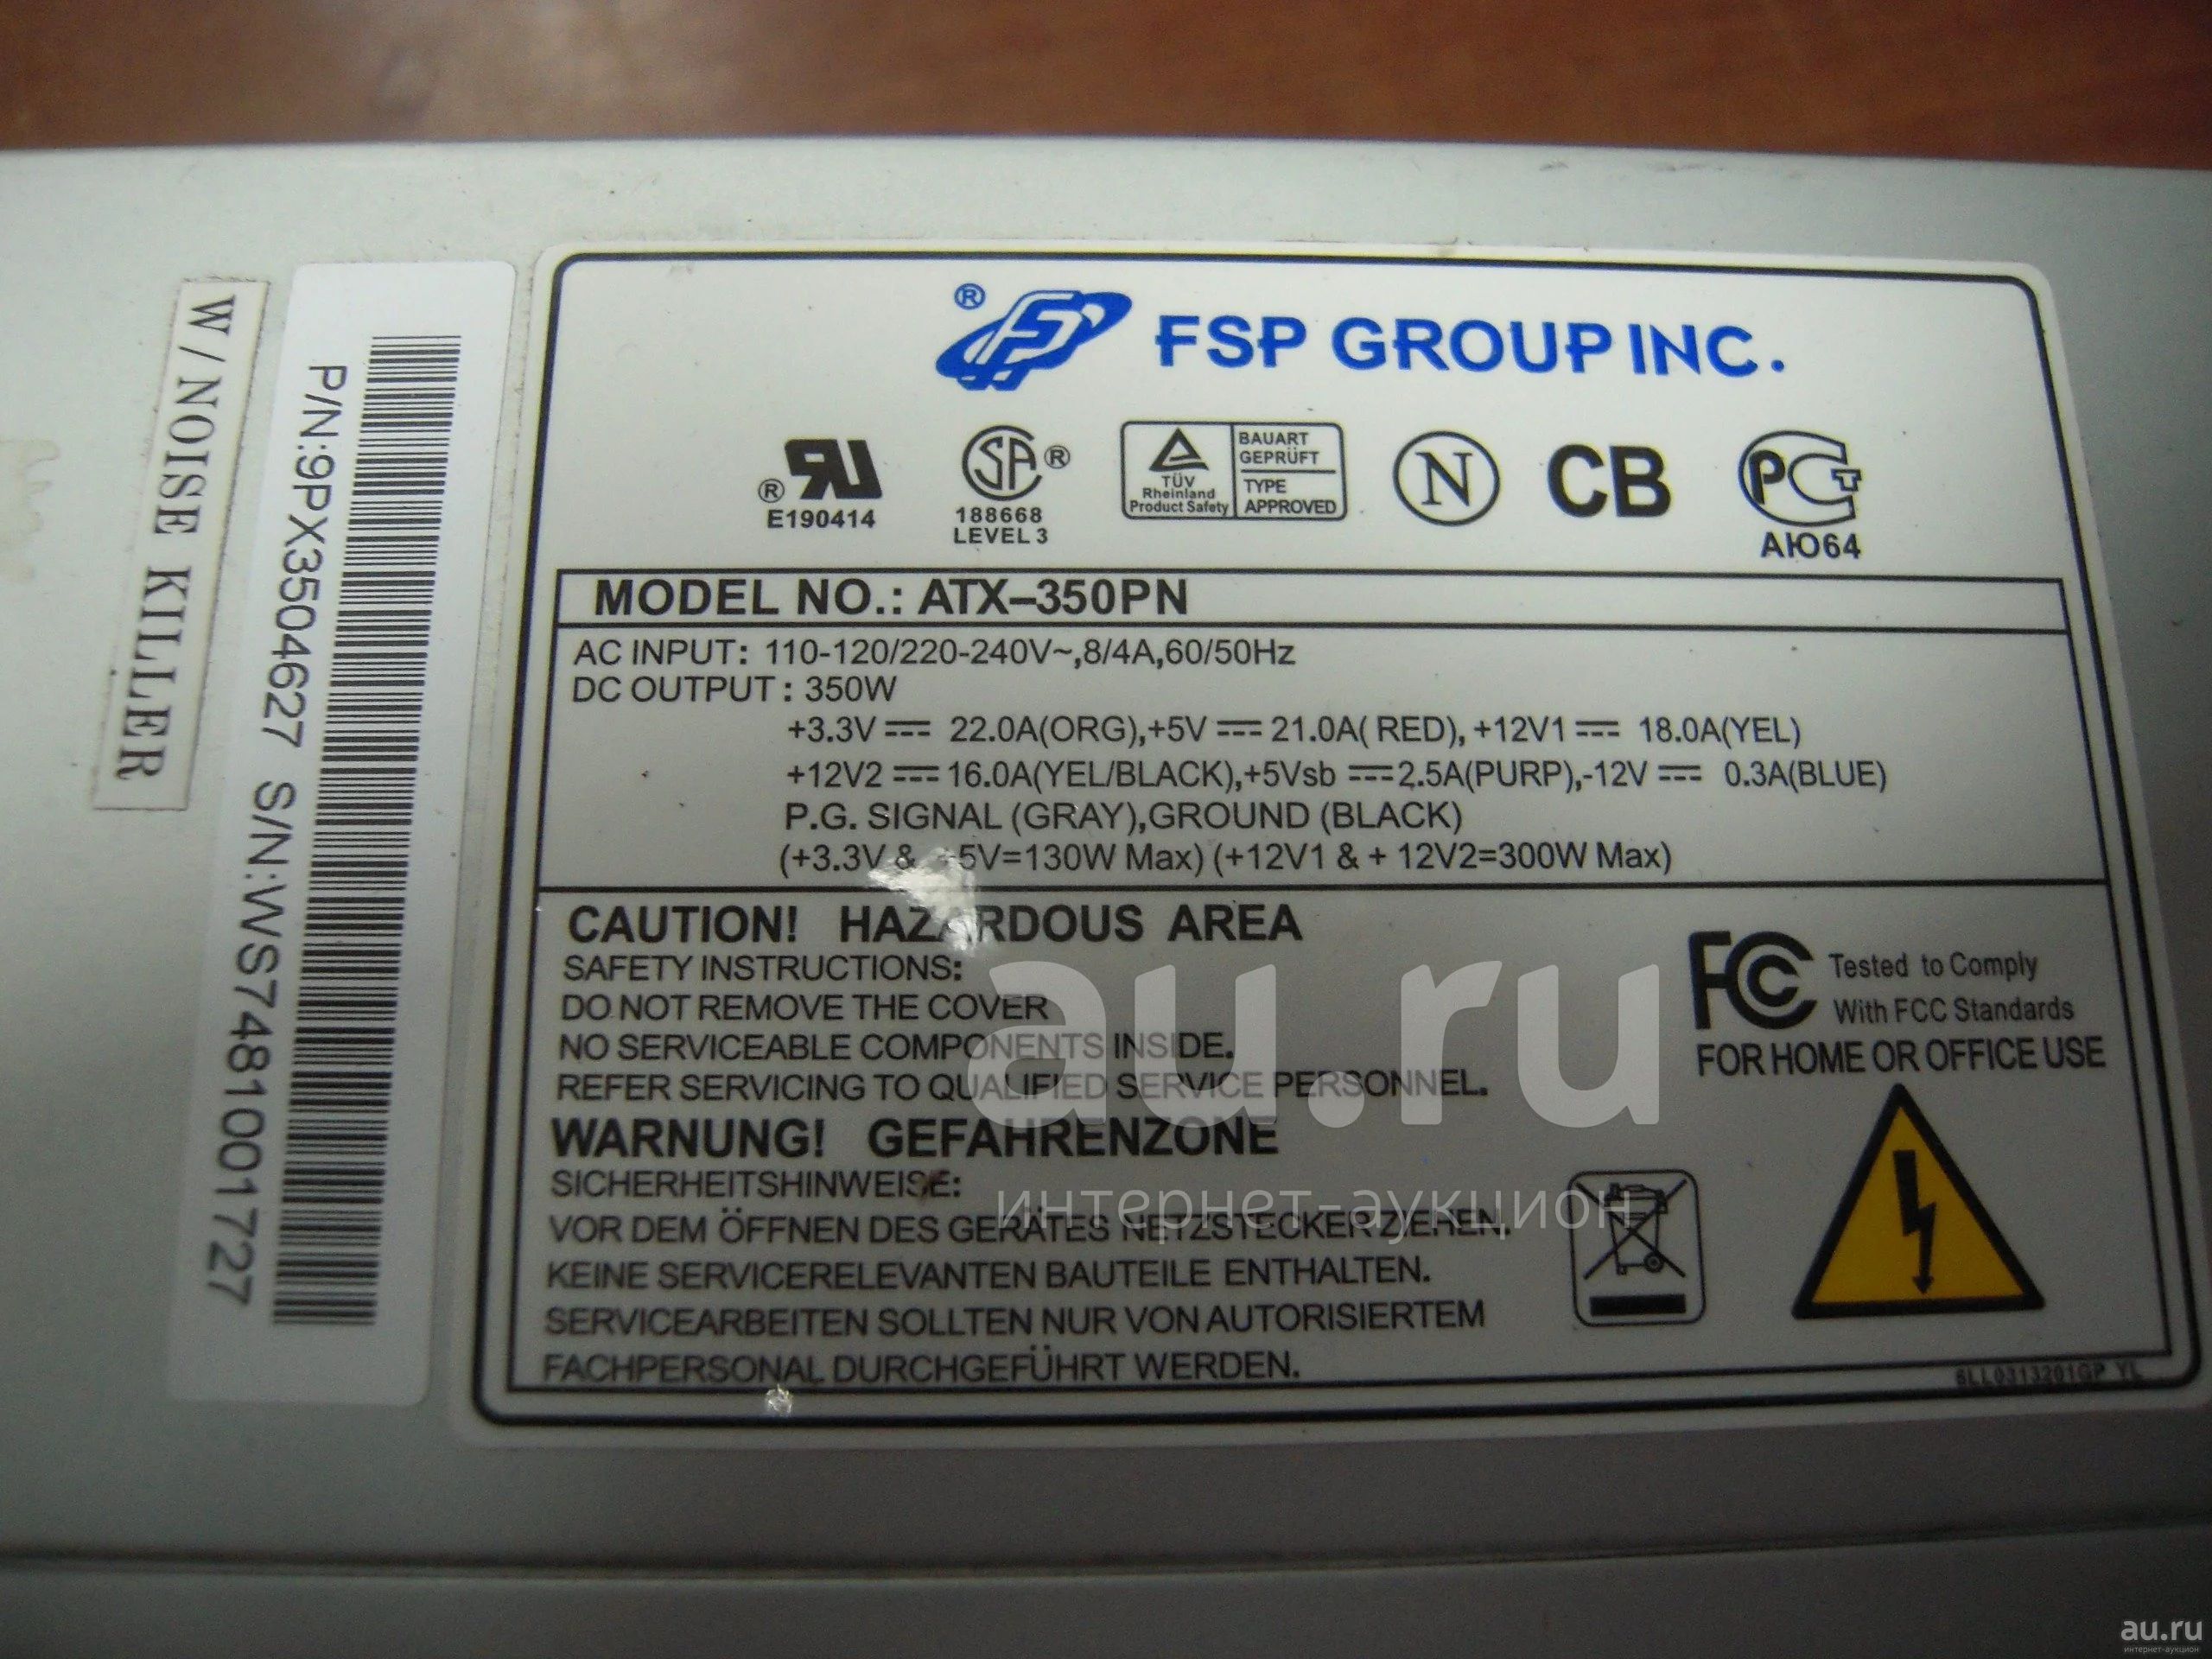 W/NOISE KILLER
P/N:9PX3504627 S/N:WS7481001727
® FSP GROUP INC.
® E190414
SA ®
188668
LEVEL 3
TÜV
Rheinland
Product Safety
BAUART
GEPRÜFT
TYPE
APPROVED
N
CB
РСТ
АЮ64
MODEL NO.: ATX–350PN
AC INPUT: 110-120/220-240V~,8/4A,60/50Hz
DC OUTPUT: 350W
+3.3V 22.0A(ORG),+5V 21.0A( RED), +12V1 18.0A(YEL)
+12V2 16.0A(YEL/BLACK),+5Vsb 2.5A(PURP),-12V 0.3A(BLUE)
P.G. SIGNAL (GRAY),GROUND (BLACK)
(+3.3V & +5V=130W Max) (+12V1 & + 12V2=300W Max)
CAUTION! HAZARDOUS AREA
SAFETY INSTRUCTIONS:
DO NOT REMOVE THE COVER
NO SERVICEABLE COMPONENTS INSIDE.
REFER SERVICING TO QUALIFIED SERVICE PERSONNEL.
WARNUNG! GEFAHRENZONE
SICHERHEITSHINWEISE:
VOR DEM ÖFFNEN DES GERÄTES NETZSTECKER ZIEHEN.
KEINE SERVICERELEVANTEN BAUTEILE ENTHALTEN.
SERVICEARBEITEN SOLLTEN NUR VON AUTORISIERTEM
FACHPERSONAL DURCHGEFÜHRT WERDEN.
FC Tested to Comply
With FCC Standards
FOR HOME OR OFFICE USE
6LL0313201GP YL
au.ru
интернет-аукцион
au.ru
интернет-аукцион